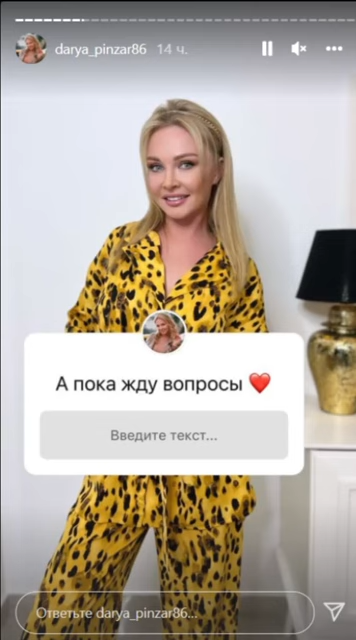 darya_pinzar86 14 ч.
А пока жду вопросы ❤️
Введите текст...
Ответьте darya_pinzar86...